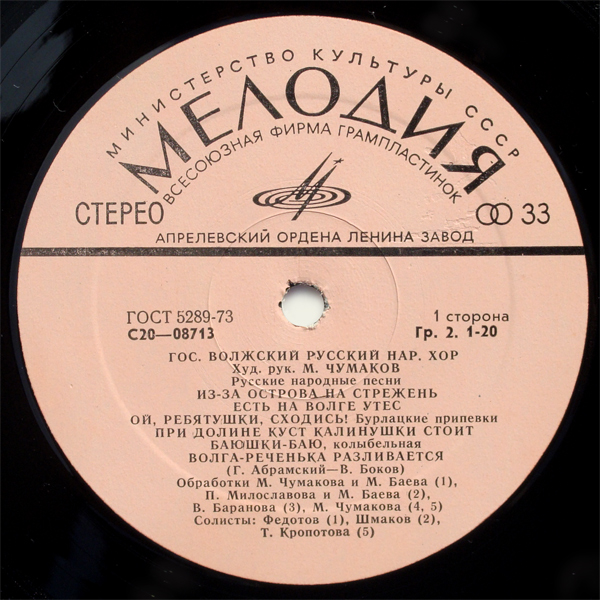 МИНИСТЕРСТВО КУЛЬТУРЫ СССР
МЕЛОДИЯ
ВСЕСОЮЗНАЯ ФИРМА ГРАМПЛАСТИНОК
СТЕРЕО
33
АПРЕЛЕВСКИЙ ОРДЕНА ЛЕНИНА ЗАВОД
ГОСТ 5289-73
1 сторона
С20—08713
Гр. 2. 1-20
ГОС. ВОЛЖСКИЙ РУССКИЙ НАР. ХОР
Худ. рук. М. ЧУМАКОВ
Русские народные песни
ИЗ-ЗА ОСТРОВА НА СТРЕЖЕНЬ
ЕСТЬ НА ВОЛГЕ УТЕС
ОЙ, РЕБЯТУШКИ, СХОДИСЬ! Бурлацкие припевки
ПРИ ДОЛИНЕ КУСТ КАЛИНУШКИ СТОИТ
БАЮШКИ-БАЮ, колыбельная
ВОЛГА-РЕЧЕНЬКА РАЗЛИВАЕТСЯ
(Г. Абрамский—В. Боков)
Обработки М. Чумакова и М. Баева (1),
П. Милославова и М. Баева (2),
В. Баранова (3), М. Чумакова (4, 5)
Солисты: Федотов (1), Шмаков (2),
Т. Кропотова (5)